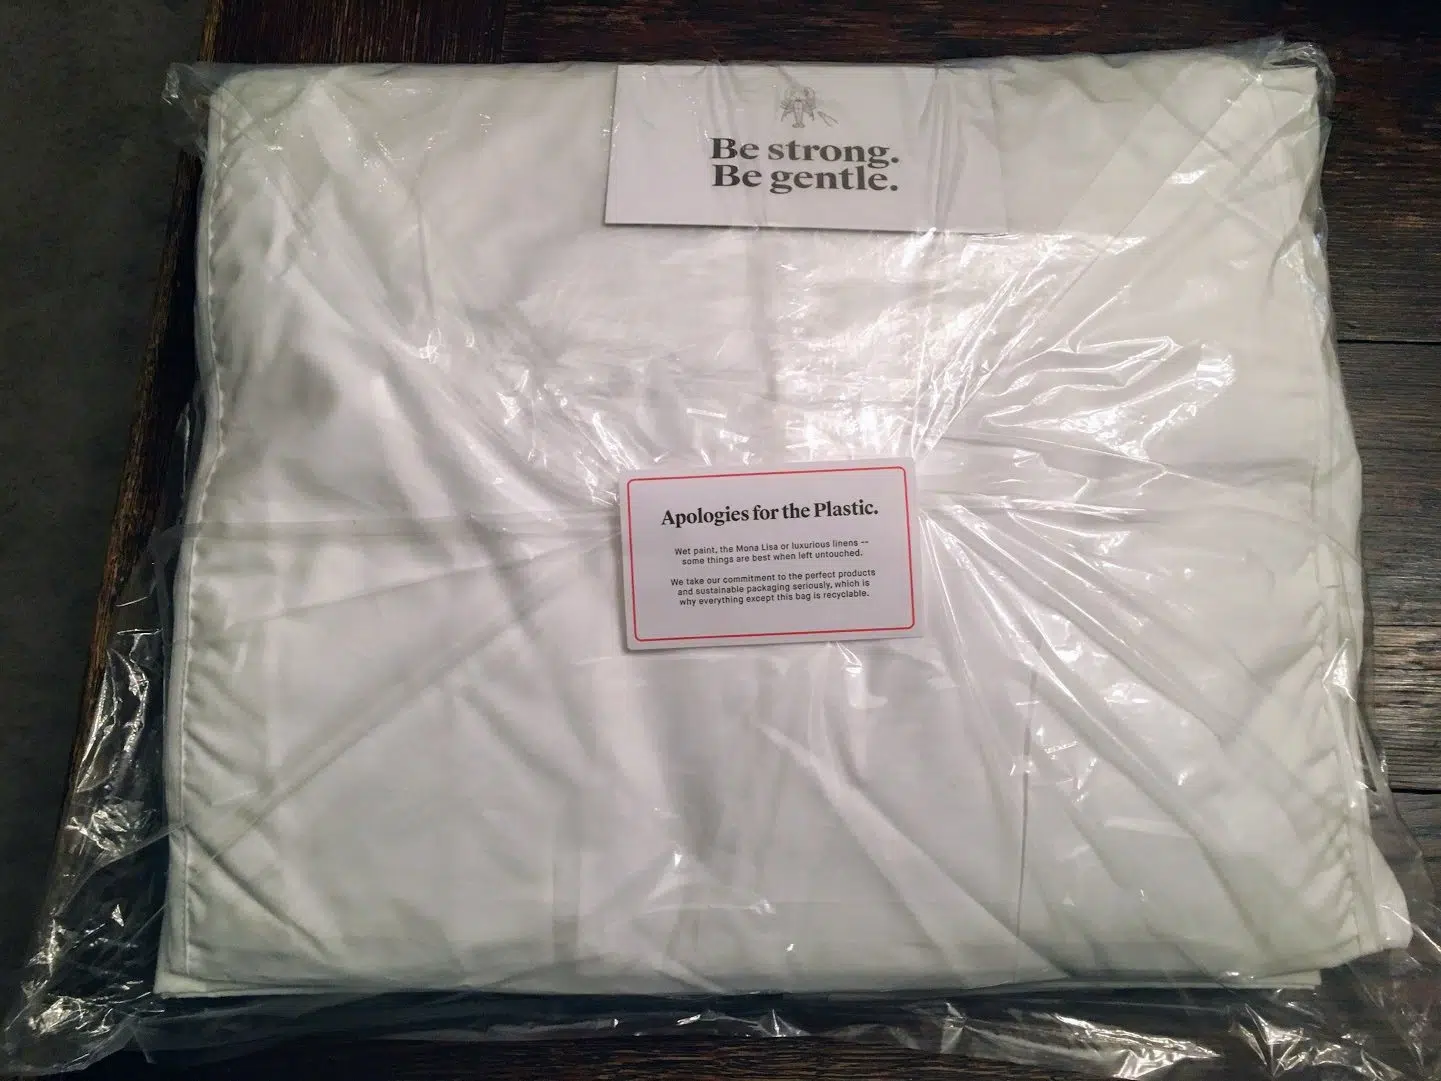 Be strong.
Be gentle.
Apologies for the Plastic.
Wet paint, the Mona Lisa or luxurious linens --
some things are best when left untouched.
We take our commitment to the perfect products
and sustainable packaging seriously, which is
why everything except this bag is recyclable.